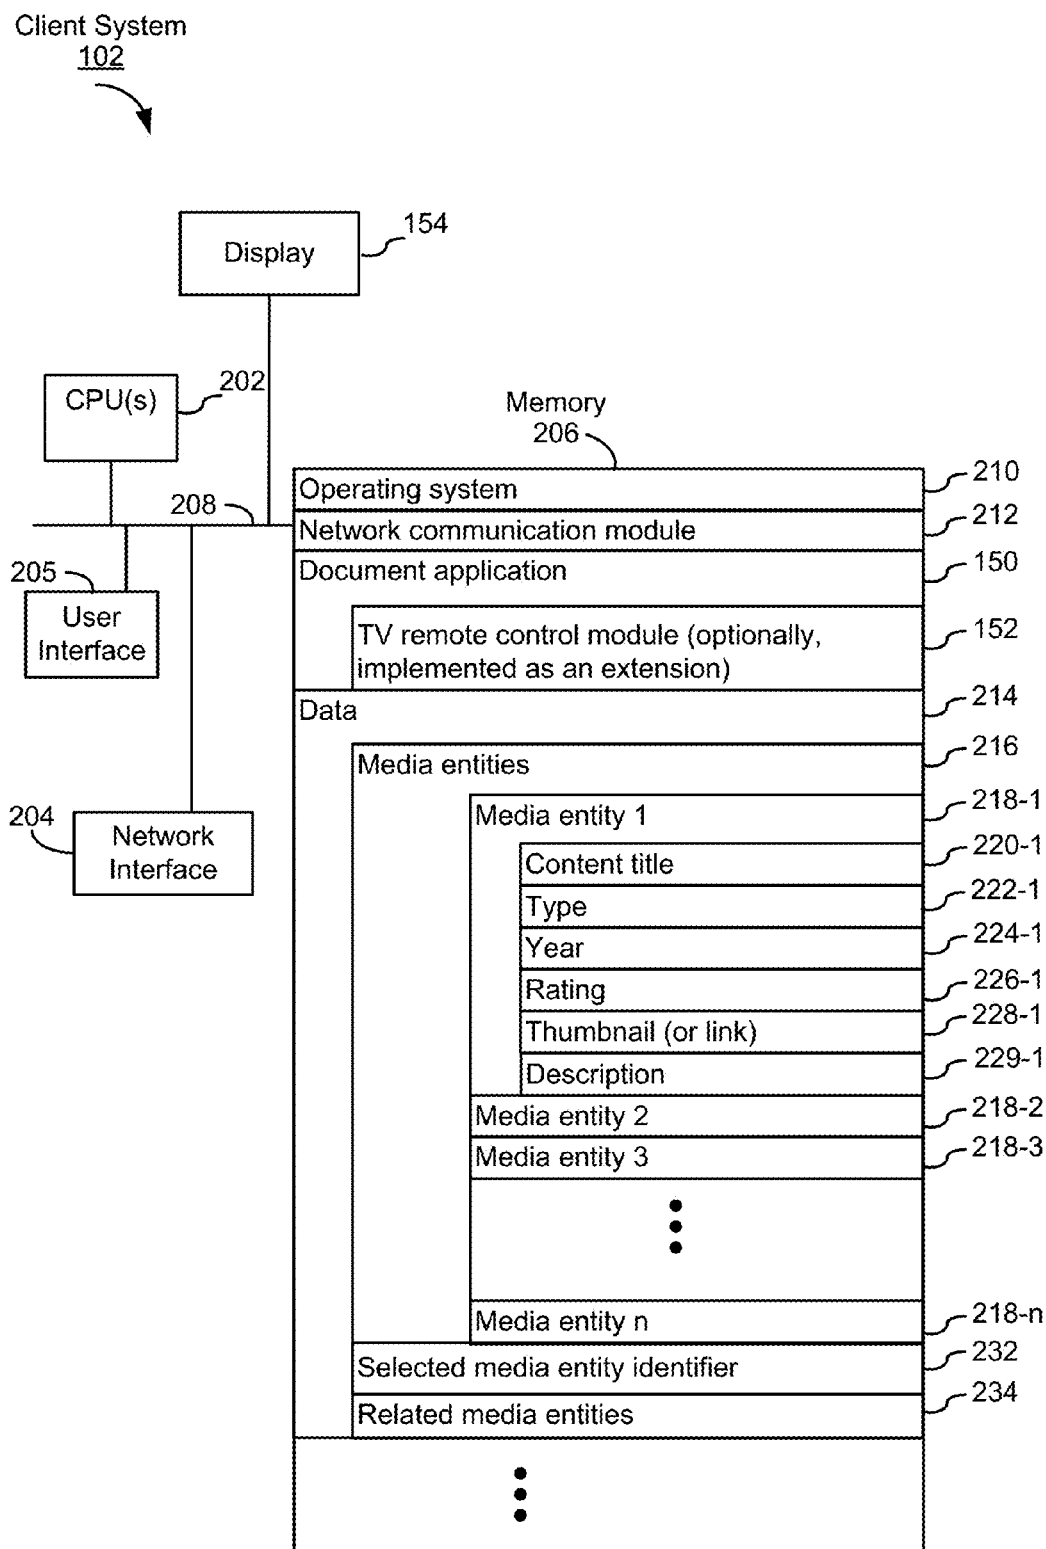 Client System
102
Display
154
CPU(s)
202
Memory
206
208
205
User
Interface
204
Network
Interface
Operating system
210
Network communication module
212
Document application
150
TV remote control module (optionally,
implemented as an extension)
152
Data
214
Media entities
216
Media entity 1
218-1
Content title
220-1
Type
222-1
Year
224-1
Rating
226-1
Thumbnail (or link)
228-1
Description
229-1
Media entity 2
218-2
Media entity 3
218-3
Media entity n
218-n
Selected media entity identifier
232
Related media entities
234